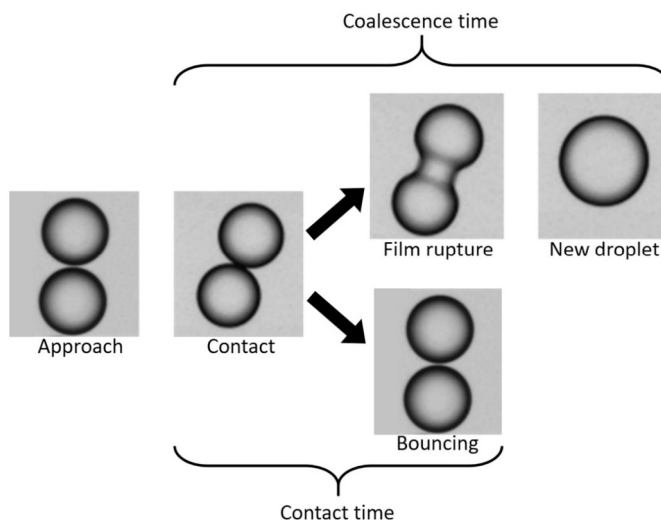 Coalescence time
Film rupture
New droplet
Approach
Contact
Bouncing
Contact time